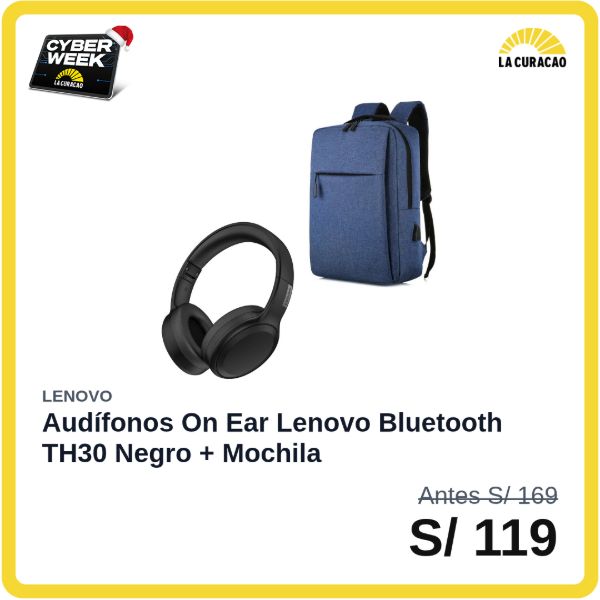 CYBER
WEEK
LA CURACAO
LA CURACAO
LENOVO
Audífonos On Ear Lenovo Bluetooth
TH30 Negro + Mochila
Antes S/ 169
S/ 119